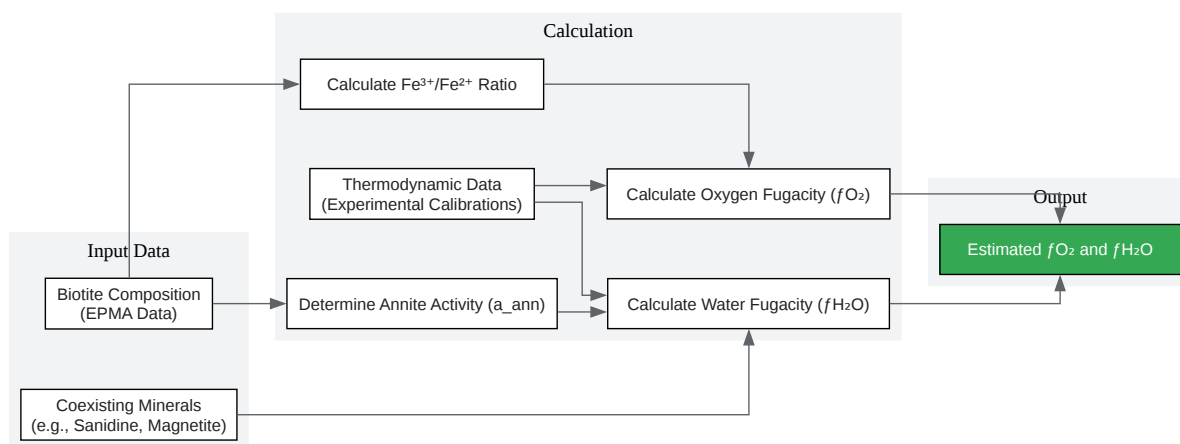 Calculation
Calculate Fe³⁺/Fe²⁺ Ratio
Thermodynamic Data
(Experimental Calibrations)
Calculate Oxygen Fugacity (ƒO₂)
Output
Input Data
Estimated ƒO₂ and ƒH₂O
Biotite Composition
(EPMA Data)
Determine Annite Activity (a_ann)
Calculate Water Fugacity (ƒH₂O)
Coexisting Minerals
(e.g., Sanidine, Magnetite)